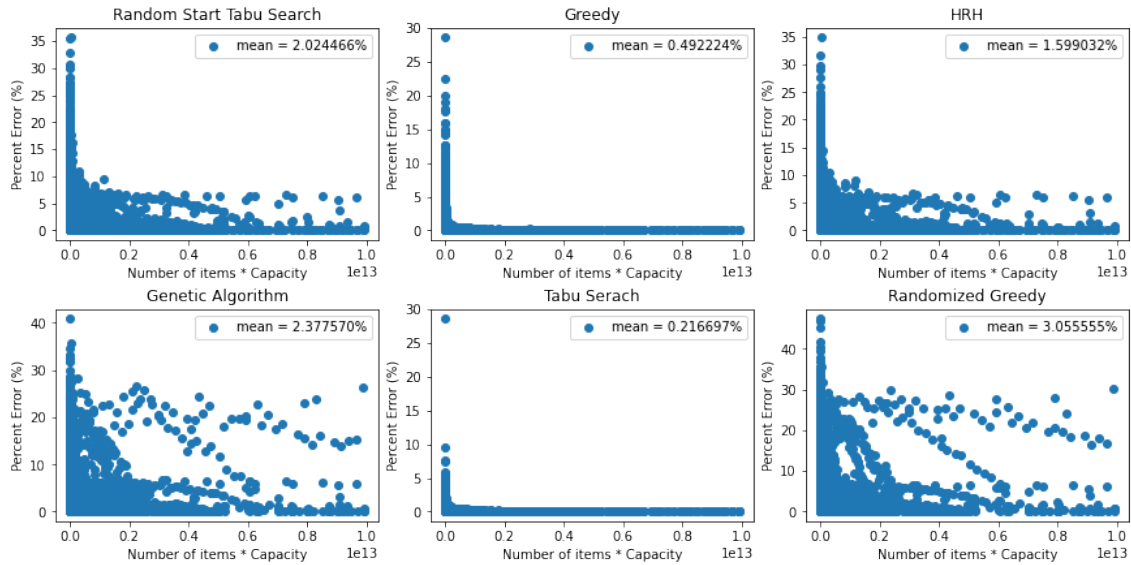 Random Start Tabu Search
mean = 2.024466%
Percent Error (%)
35
30
25
20
15
10
5
0
0.0 0.2 0.4 0.6 0.8 1.0
Number of items * Capacity
1e13
Greedy
mean = 0.492224%
Percent Error (%)
30
25
20
15
10
5
0
0.0 0.2 0.4 0.6 0.8 1.0
Number of items * Capacity
1e13
HRH
mean = 1.599032%
Percent Error (%)
35
30
25
20
15
10
5
0
0.0 0.2 0.4 0.6 0.8 1.0
Number of items * Capacity
1e13
Genetic Algorithm
mean = 2.377570%
Percent Error (%)
40
30
20
10
0
0.0 0.2 0.4 0.6 0.8 1.0
Number of items * Capacity
1e13
Tabu Serach
mean = 0.216697%
Percent Error (%)
30
25
20
15
10
5
0
0.0 0.2 0.4 0.6 0.8 1.0
Number of items * Capacity
1e13
Randomized Greedy
mean = 3.055555%
Percent Error (%)
40
30
20
10
0
0.0 0.2 0.4 0.6 0.8 1.0
Number of items * Capacity
1e13